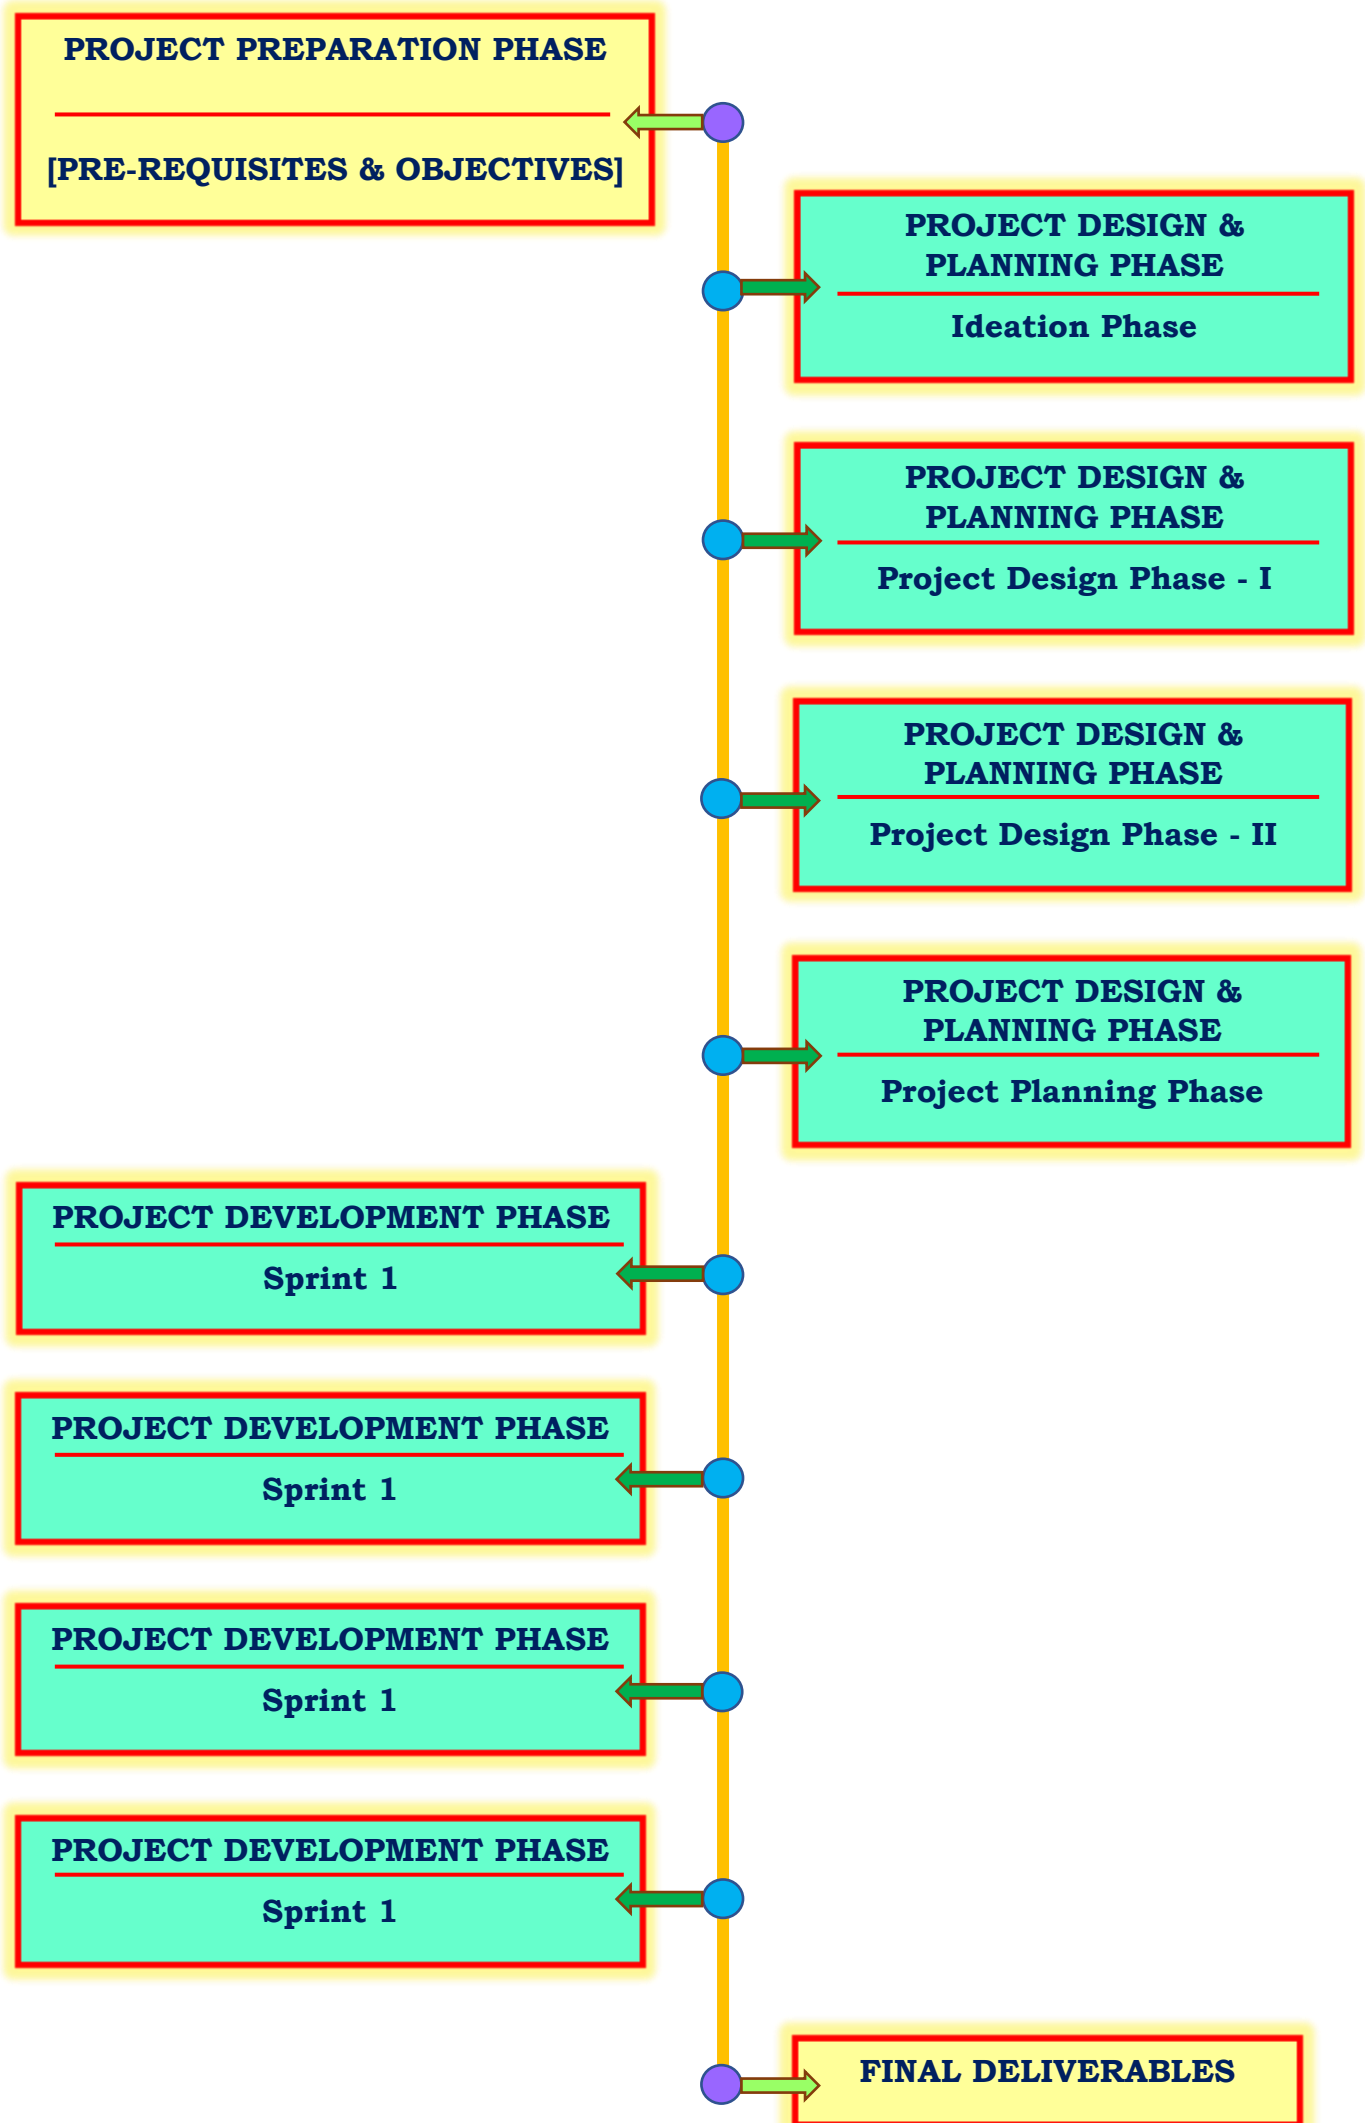 PROJECT PREPARATION PHASE
[PRE-REQUISITES & OBJECTIVES]
PROJECT DESIGN &
PLANNING PHASE
Ideation Phase
PROJECT DESIGN &
PLANNING PHASE
Project Design Phase - I
PROJECT DESIGN &
PLANNING PHASE
Project Design Phase - II
PROJECT DESIGN &
PLANNING PHASE
Project Planning Phase
PROJECT DEVELOPMENT PHASE
Sprint 1
PROJECT DEVELOPMENT PHASE
Sprint 1
PROJECT DEVELOPMENT PHASE
Sprint 1
PROJECT DEVELOPMENT PHASE
Sprint 1
FINAL DELIVERABLES